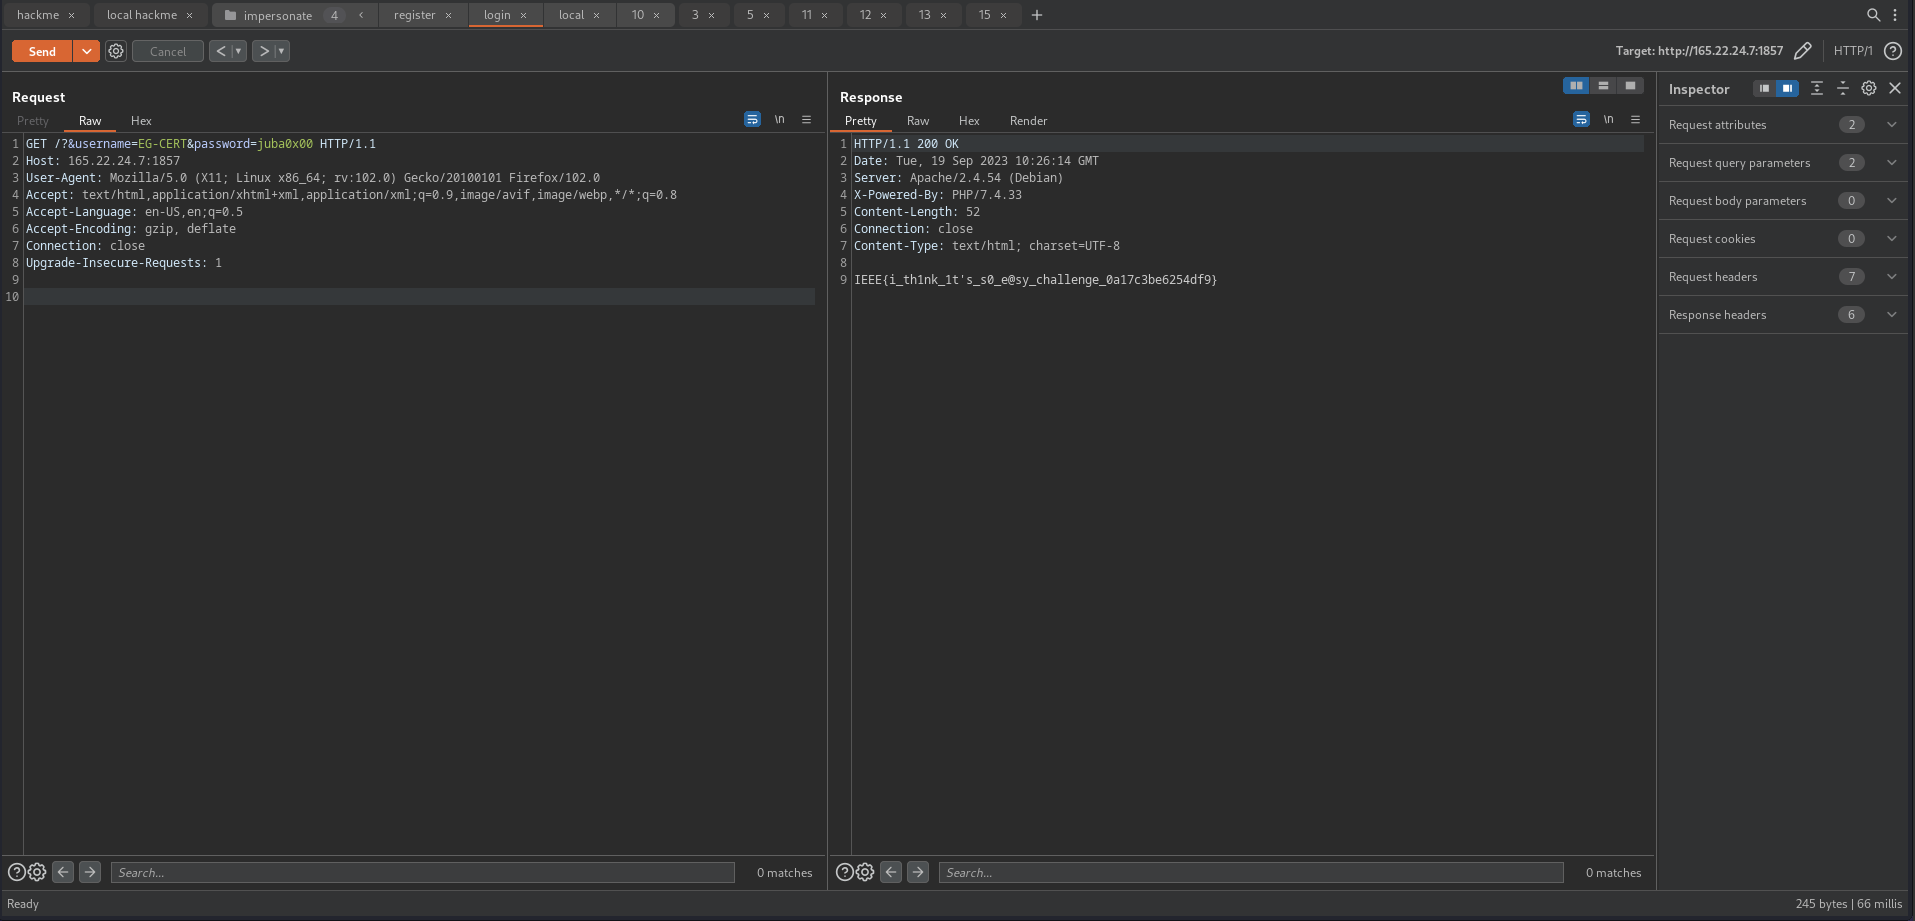 hackme × local hackme × impersonate 4 ‹ register × login × local × 10 × 3 × 5 × 11 × 12 × 13 × 15 × +
Send Cancel < > Target: http://165.22.24.7:1857 HTTP/1 ?
Request
Pretty Raw Hex \n
1 GET /?&username=EG-CERT&password=juba0x00 HTTP/1.1
2 Host: 165.22.24.7:1857
3 User-Agent: Mozilla/5.0 (X11; Linux x86_64; rv:102.0) Gecko/20100101 Firefox/102.0
4 Accept: text/html,application/xhtml+xml,application/xml;q=0.9,image/avif,image/webp,*/*;q=0.8
5 Accept-Language: en-US,en;q=0.5
6 Accept-Encoding: gzip, deflate
7 Connection: close
8 Upgrade-Insecure-Requests: 1
9
10
Search... 0 matches
Response
Pretty Raw Hex Render \n
1 HTTP/1.1 200 OK
2 Date: Tue, 19 Sep 2023 10:26:14 GMT
3 Server: Apache/2.4.54 (Debian)
4 X-Powered-By: PHP/7.4.33
5 Content-Length: 52
6 Connection: close
7 Content-Type: text/html; charset=UTF-8
8
9 IEEE{i_th1nk_1t's_s0_e@sy_challenge_0a17c3be6254df9}
Search... 0 matches
Inspector
Request attributes 2
Request query parameters 2
Request body parameters 0
Request cookies 0
Request headers 7
Response headers 6
Ready 245 bytes | 66 millis